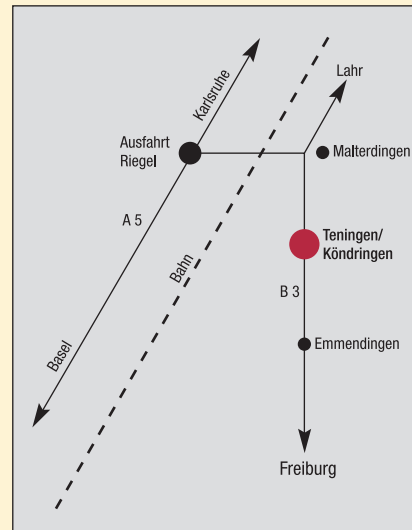 Karlsruhe
Lahr
Ausfahrt
Riegel
Malterdingen
A 5
Teningen/
Köndringen
Bahn
B 3
Basel
Emmendingen
Freiburg